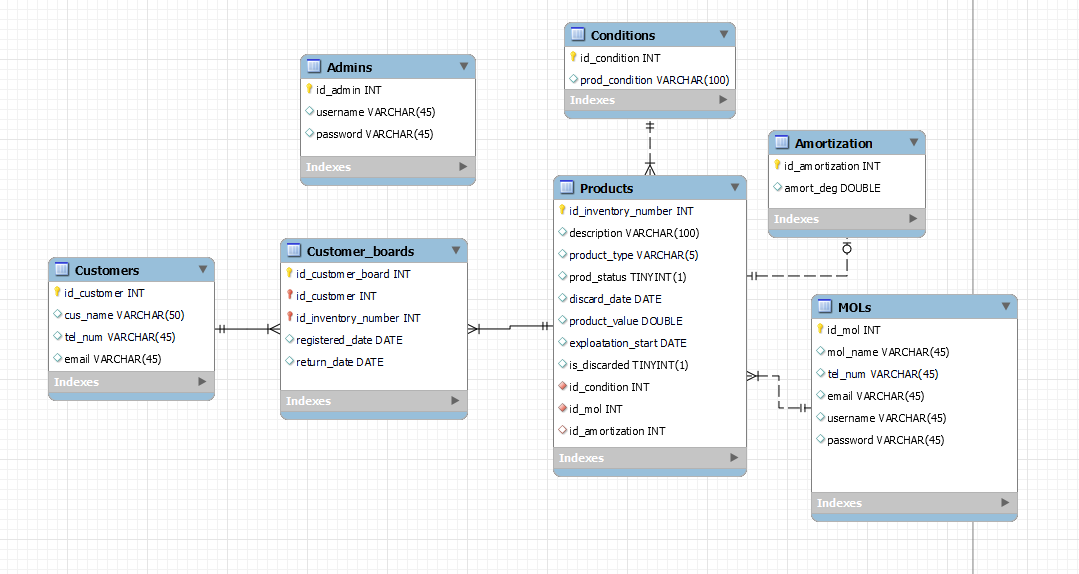 Admins
id_admin INT
username VARCHAR(45)
password VARCHAR(45)
Indexes
Conditions
id_condition INT
prod_condition VARCHAR(100)
Indexes
Amortization
id_amortization INT
amort_deg DOUBLE
Indexes
Products
id_inventory_number INT
description VARCHAR(100)
product_type VARCHAR(5)
prod_status TINYINT(1)
discard_date DATE
product_value DOUBLE
exploatation_start DATE
is_discarded TINYINT(1)
id_condition INT
id_mol INT
id_amortization INT
Indexes
Customers
id_customer INT
cus_name VARCHAR(50)
tel_num VARCHAR(45)
email VARCHAR(45)
Indexes
Customer_boards
id_customer_board INT
id_customer INT
id_inventory_number INT
registered_date DATE
return_date DATE
Indexes
MOLs
id_mol INT
mol_name VARCHAR(45)
tel_num VARCHAR(45)
email VARCHAR(45)
username VARCHAR(45)
password VARCHAR(45)
Indexes